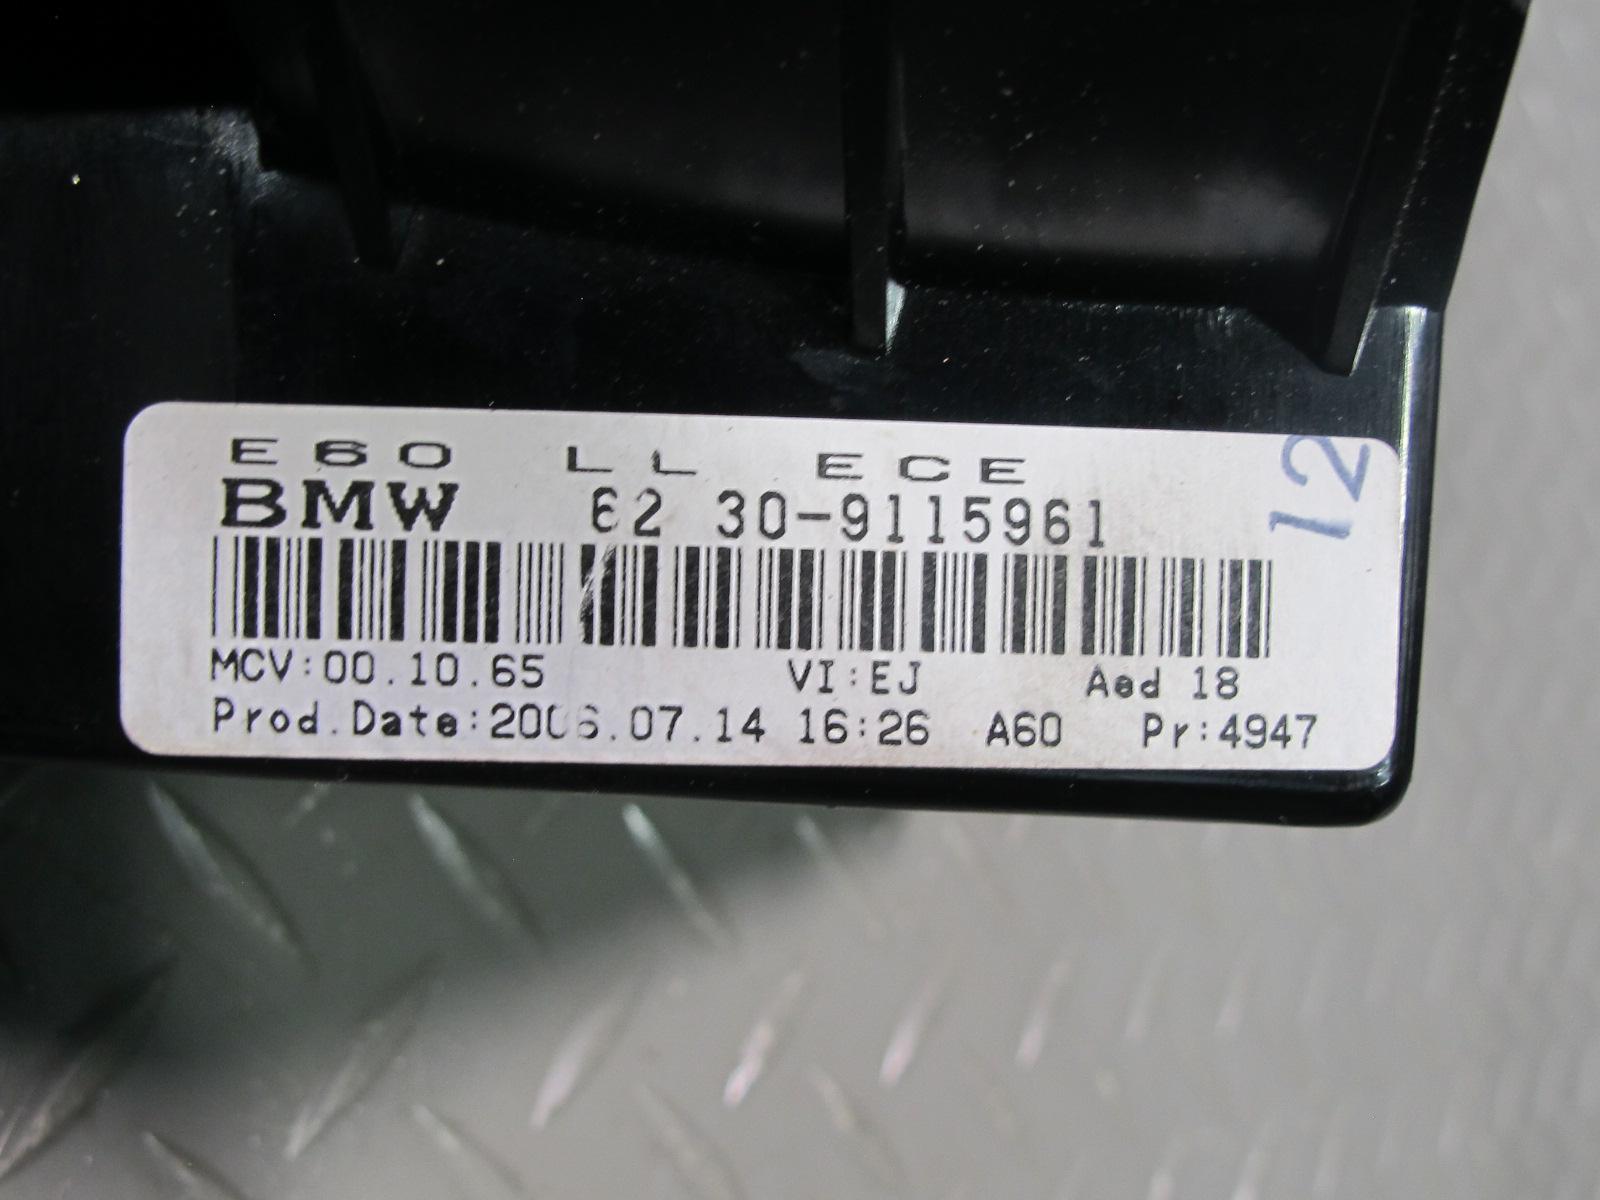 E60 LL ECE
BMW 62 30-9115961
MCV:00.10.65 VI:EJ Aed 18
Prod.Date:2006.07.14 16:26 A60 Pr:4947
12